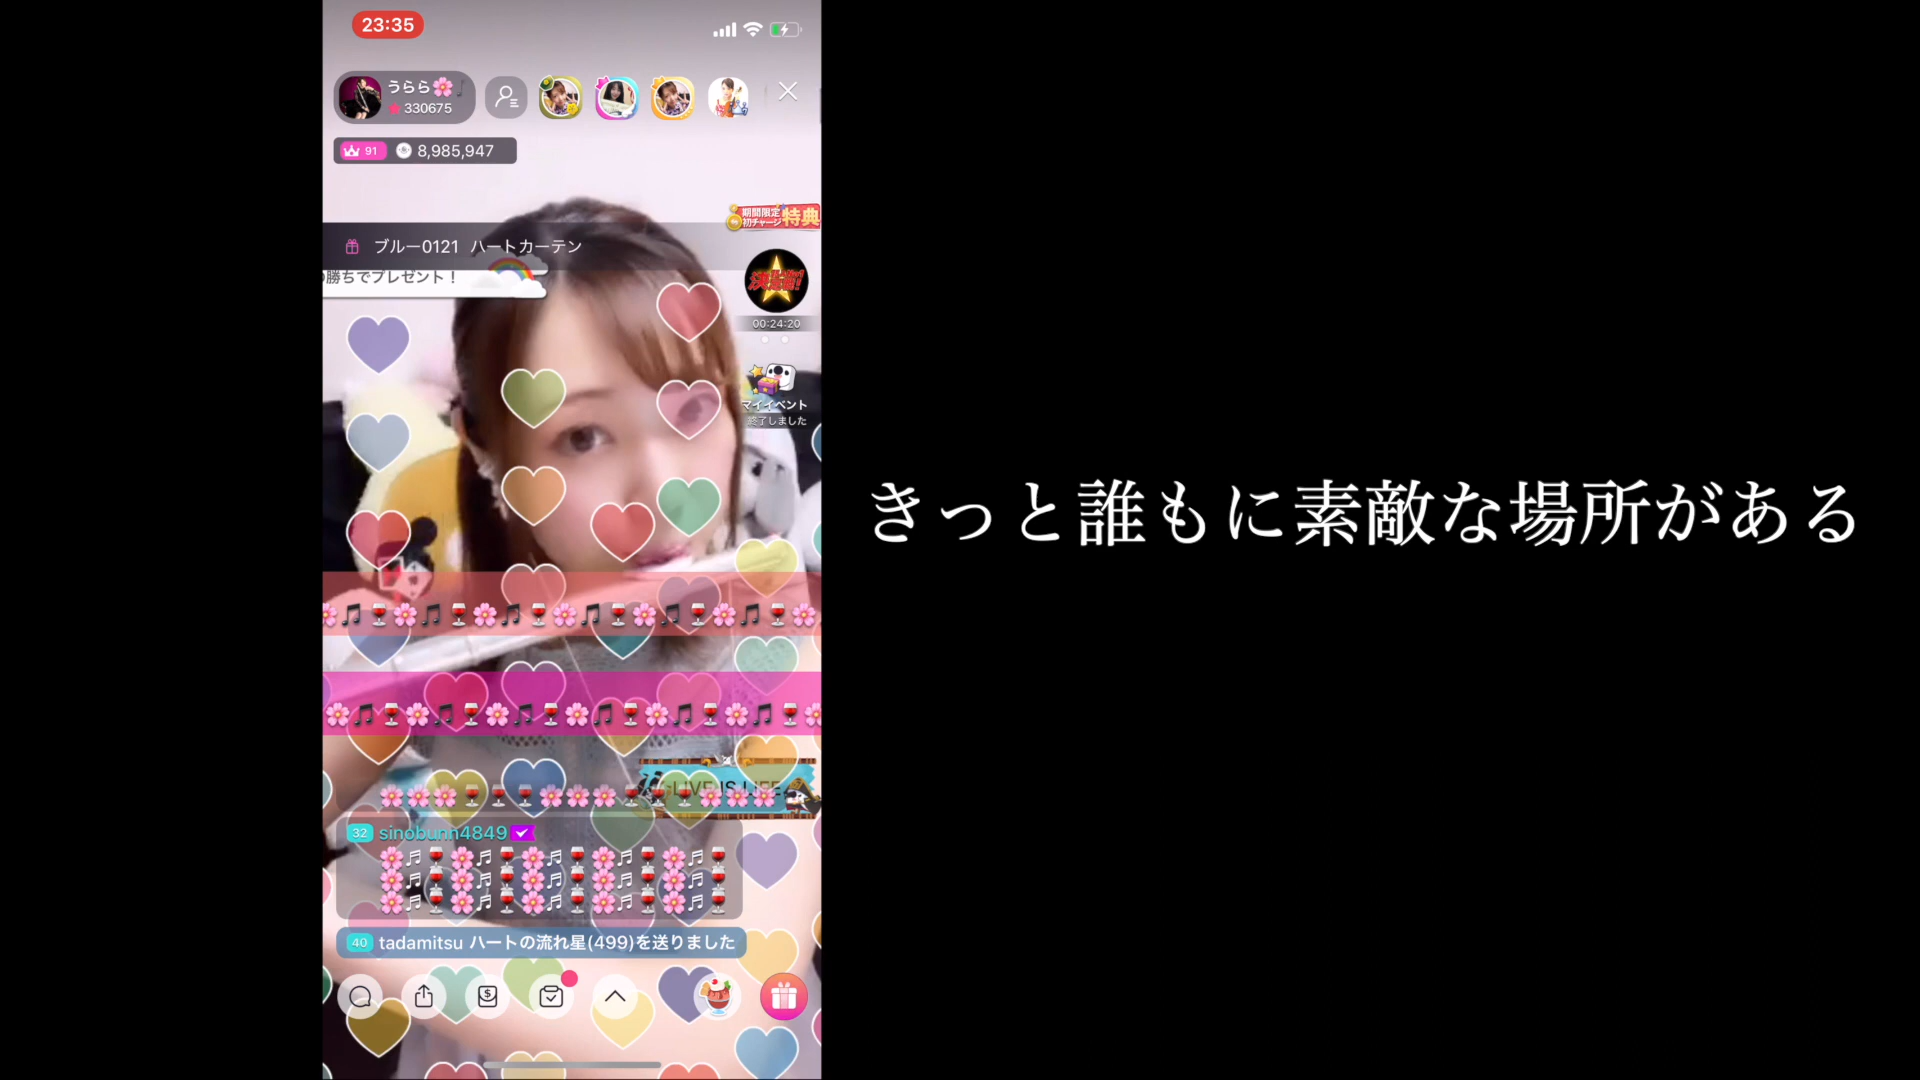 23:35
うらら🌸🎵
330675
91 8,985,947
期間限定
初チャージ特典
ブルー0121 ハートカーテン
勝ちでプレゼント！
00:24:20
マイイベント
終了しました
きっと誰もに素敵な場所がある
🌸🎵🍷🌸🎵🍷🌸🎵🍷🌸🎵🍷🌸🎵🍷🌸🎵🍷🌸
🌸🎵🍷🌸🎵🍷🌸🎵🍷🌸🎵🍷🌸🎵🍷🌸🎵🍷🌸
LIVE IS LIFE
🌸🌸🌸🍷🍷🍷🌸🌸🌸🍷🍷🍷🌸🌸🌸
32 sinobunn4849
🌸🎵🍷🌸🎵🍷🌸🎵🍷🌸🎵🍷🌸🎵🍷
🌸🎵🍷🌸🎵🍷🌸🎵🍷🌸🎵🍷🌸🎵🍷
🌸🎵🍷🌸🎵🍷🌸🎵🍷🌸🎵🍷🌸🎵🍷
40 tadamitsu ハートの流れ星(499)を送りました